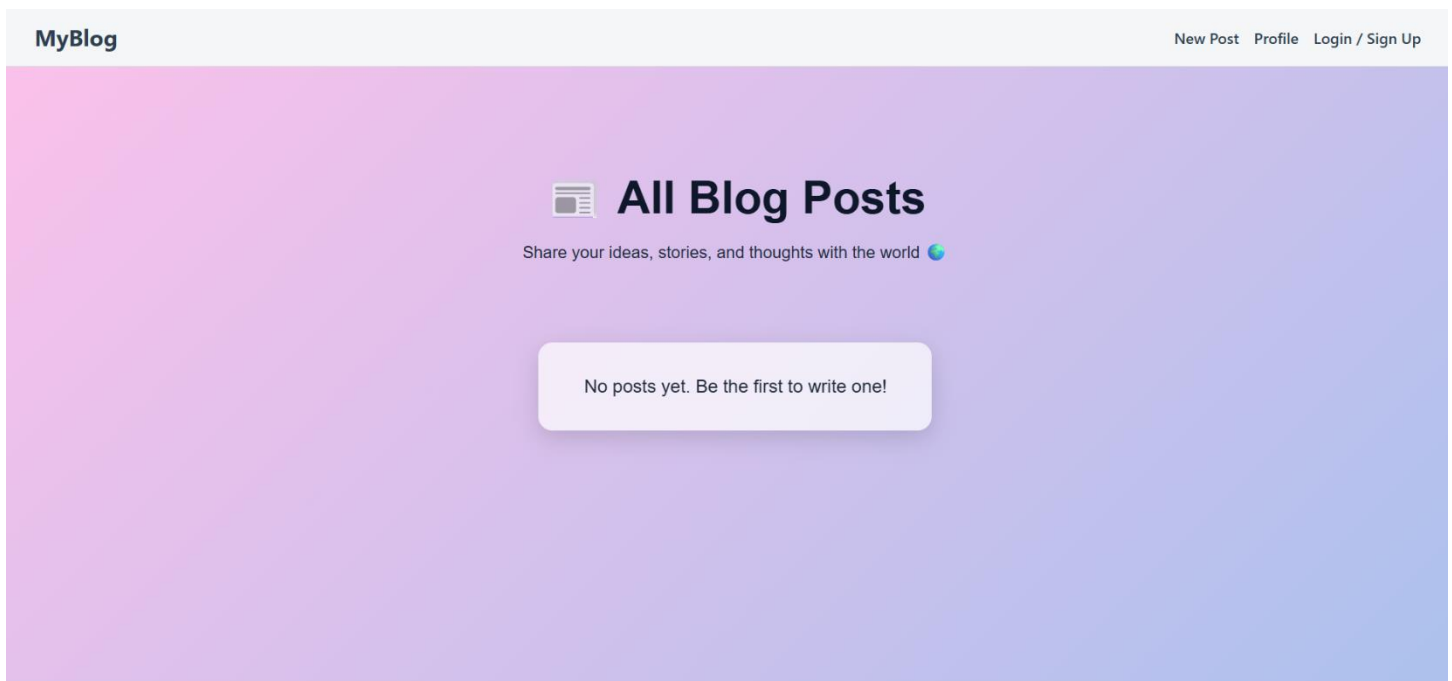 MyBlog
New Post Profile Login / Sign Up
📰 All Blog Posts
Share your ideas, stories, and thoughts with the world 🌎
No posts yet. Be the first to write one!